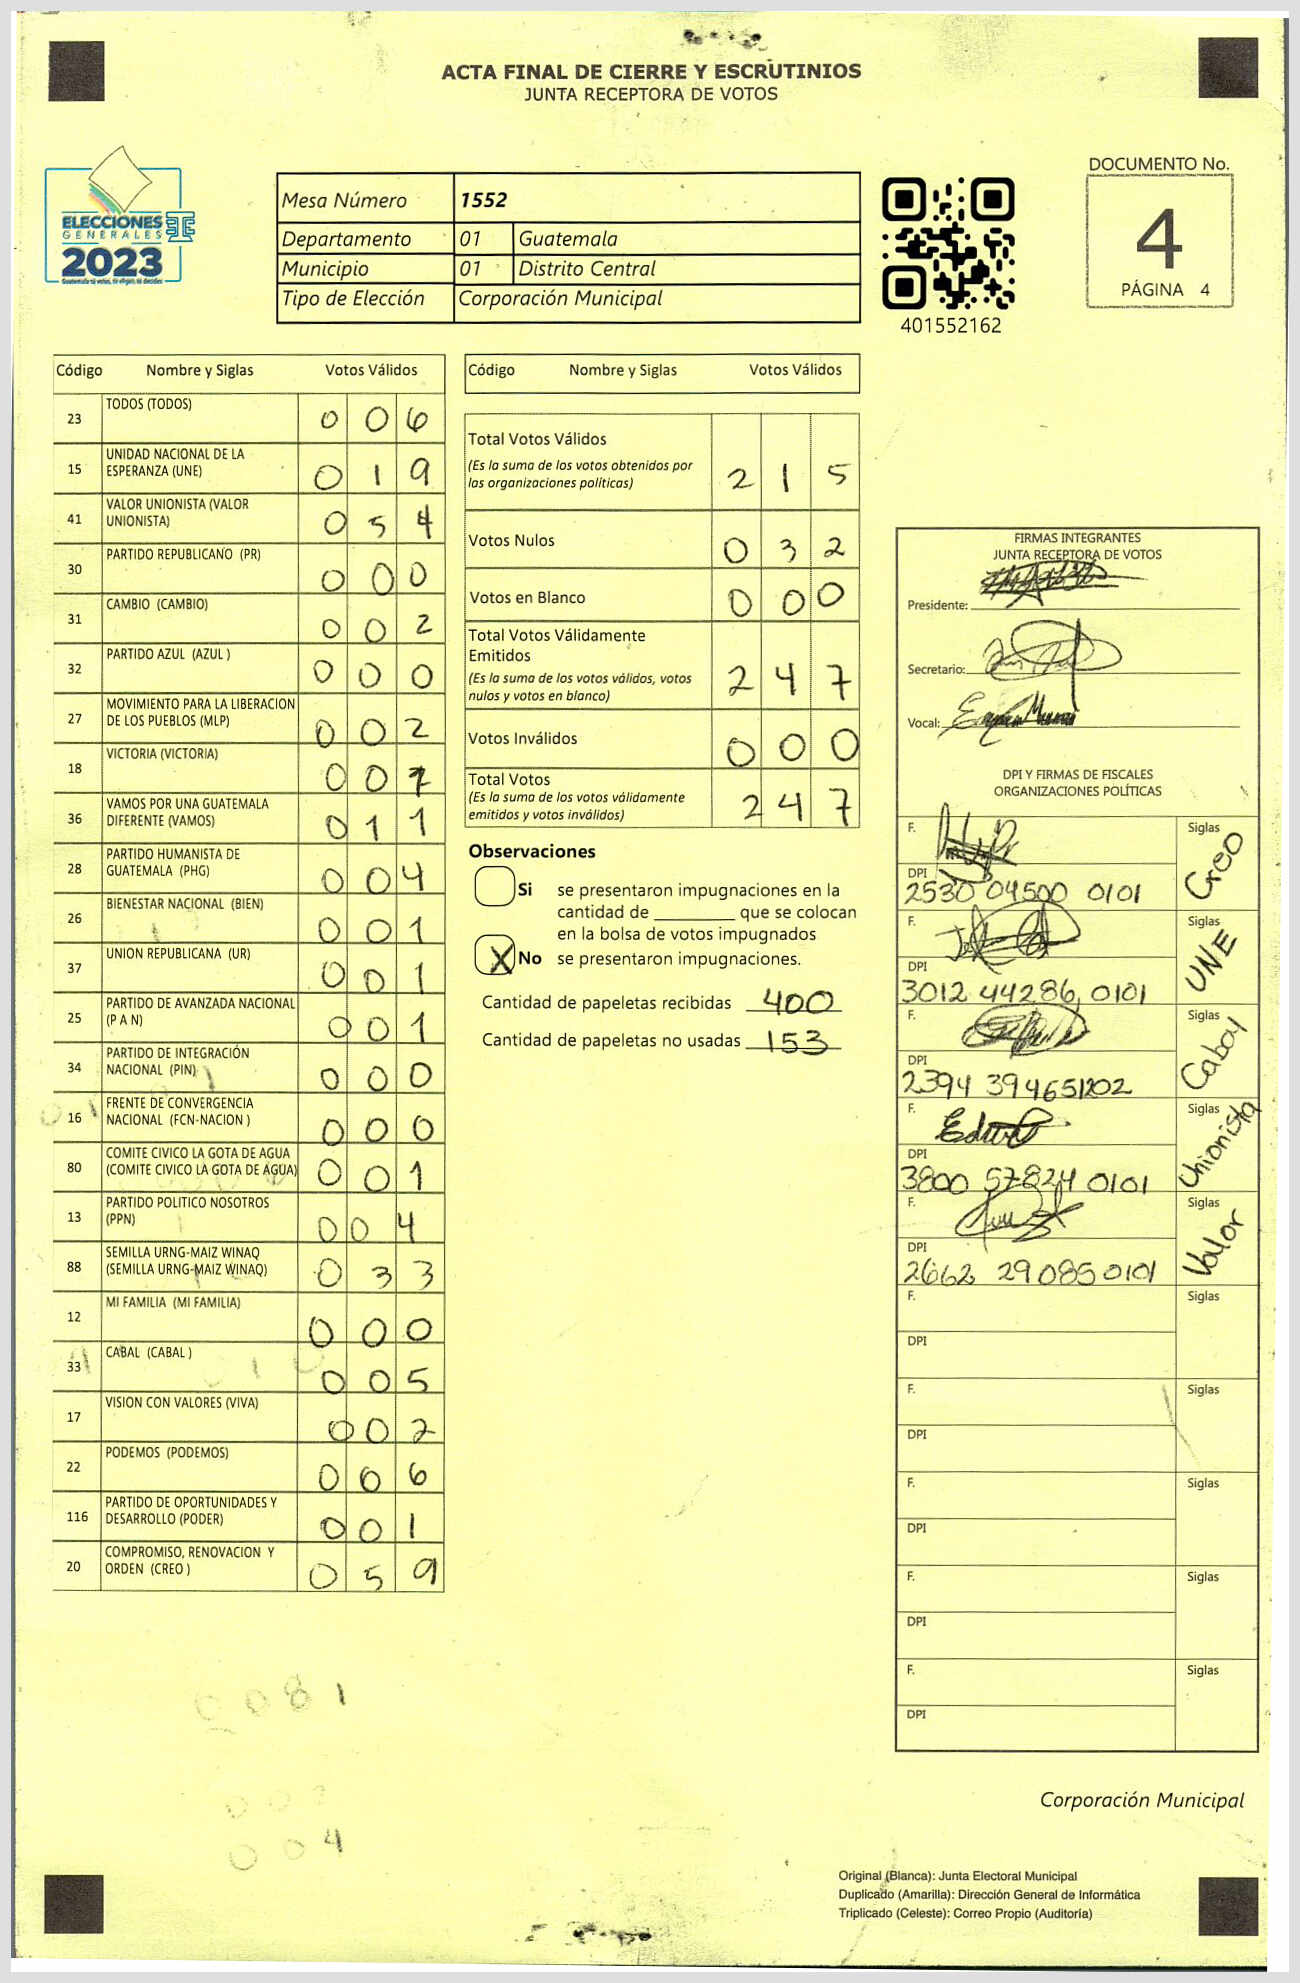 ACTA FINAL DE CIERRE Y ESCRUTINIOS
JUNTA RECEPTORA DE VOTOS
ELECCIONES
GENERALES
2023
Mesa Número 1552
Departamento 01 Guatemala
Municipio 01 Distrito Central
Tipo de Elección Corporación Municipal
401552162
DOCUMENTO No.
4
PÁGINA 4
Código Nombre y Siglas Votos Válidos
23 TODOS (TODOS) 0 0 6
15 UNIDAD NACIONAL DE LA
ESPERANZA (UNE) 0 1 9
41 VALOR UNIONISTA (VALOR
UNIONISTA) 0 5 4
30 PARTIDO REPUBLICANO (PR) 0 0 0
31 CAMBIO (CAMBIO) 0 0 2
32 PARTIDO AZUL (AZUL ) 0 0 0
27 MOVIMIENTO PARA LA LIBERACION
DE LOS PUEBLOS (MLP) 0 0 2
18 VICTORIA (VICTORIA) 0 0 7
36 VAMOS POR UNA GUATEMALA
DIFERENTE (VAMOS) 0 1 1
28 PARTIDO HUMANISTA DE
GUATEMALA (PHG) 0 0 4
26 BIENESTAR NACIONAL (BIEN) 0 0 1
37 UNION REPUBLICANA (UR) 0 0 1
25 PARTIDO DE AVANZADA NACIONAL
(P A N) 0 0 1
34 PARTIDO DE INTEGRACIÓN
NACIONAL (PIN) 0 0 0
16 FRENTE DE CONVERGENCIA
NACIONAL (FCN-NACION ) 0 0 0
80 COMITE CIVICO LA GOTA DE AGUA
(COMITE CIVICO LA GOTA DE AGUA) 0 0 1
13 PARTIDO POLITICO NOSOTROS
(PPN) 0 0 4
88 SEMILLA URNG-MAIZ WINAQ
(SEMILLA URNG-MAIZ WINAQ) 0 3 3
12 MI FAMILIA (MI FAMILIA) 0 0 0
33 CABAL (CABAL ) 0 0 5
17 VISION CON VALORES (VIVA) 0 0 2
22 PODEMOS (PODEMOS) 0 0 6
116 PARTIDO DE OPORTUNIDADES Y
DESARROLLO (PODER) 0 0 1
20 COMPROMISO, RENOVACION Y
ORDEN (CREO ) 0 5 9
0 0 8 1
0 0 4
Código Nombre y Siglas Votos Válidos
Total Votos Válidos
(Es la suma de los votos obtenidos por
las organizaciones políticas) 2 1 5
Votos Nulos 0 3 2
Votos en Blanco 0 0 0
Total Votos Válidamente
Emitidos
(Es la suma de los votos válidos, votos
nulos y votos en blanco) 2 4 7
Votos Inválidos 0 0 0
Total Votos
(Es la suma de los votos válidamente
emitidos y votos inválidos) 2 4 7
Observaciones
Si se presentaron impugnaciones en la
cantidad de ________ que se colocan
en la bolsa de votos impugnados
X No se presentaron impugnaciones.
Cantidad de papeletas recibidas 400
Cantidad de papeletas no usadas 153
FIRMAS INTEGRANTES
JUNTA RECEPTORA DE VOTOS
Presidente:
Secretario:
Vocal:
DPI Y FIRMAS DE FISCALES
ORGANIZACIONES POLÍTICAS
F. Siglas Creo
DPI 2530 04500 0101
F. Siglas UNE
DPI 3012 44286 0101
F. Siglas Cabal
DPI 2394 394651202
F. Siglas Unionista
DPI 3800 57824 0101
F. Siglas Valor
DPI 2662 29085 0101
F. Siglas
DPI
F. Siglas
DPI
F. Siglas
DPI
F. Siglas
DPI
F. Siglas
DPI
Corporación Municipal
Original (Blanca): Junta Electoral Municipal
Duplicado (Amarilla): Dirección General de Informática
Triplicado (Celeste): Correo Propio (Auditoría)